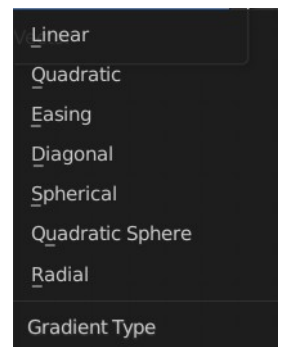 Linear
Quadratic
Easing
Diagonal
Spherical
Quadratic Sphere
Radial
Gradient Type